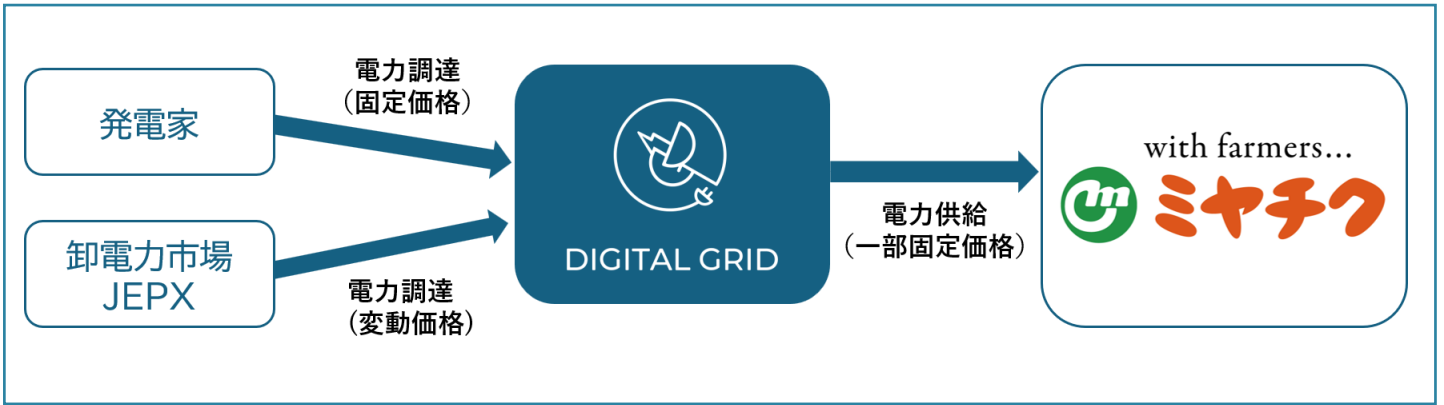 発電家
電力調達
（固定価格）
卸電力市場
JEPX
電力調達
（変動価格）
DIGITAL GRID
電力供給
（一部固定価格）
with farmers...
m
ミヤチク